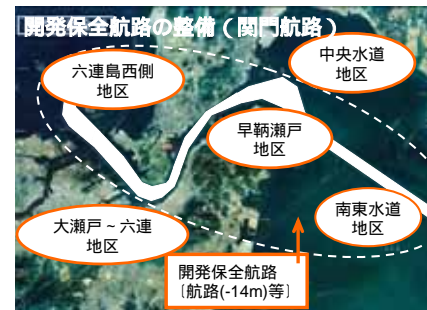 開発保全航路の整備（関門航路）
六連島西側
地区
中央水道
地区
早鞆瀬戸
地区
大瀬戸～六連
地区
南東水道
地区
開発保全航路
［航路(-14m)等］